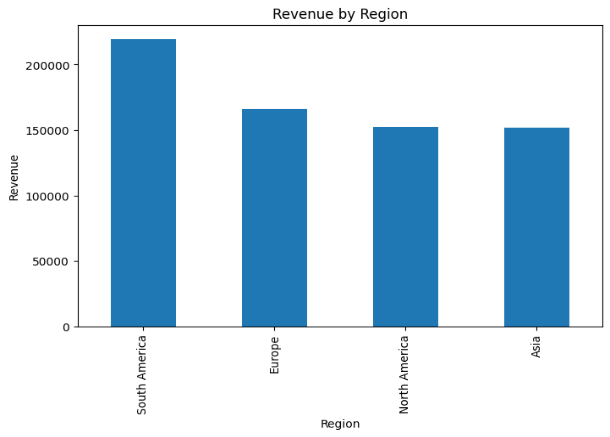 Revenue by Region
Revenue
200000
150000
100000
50000
0
South America
Europe
North America
Asia
Region